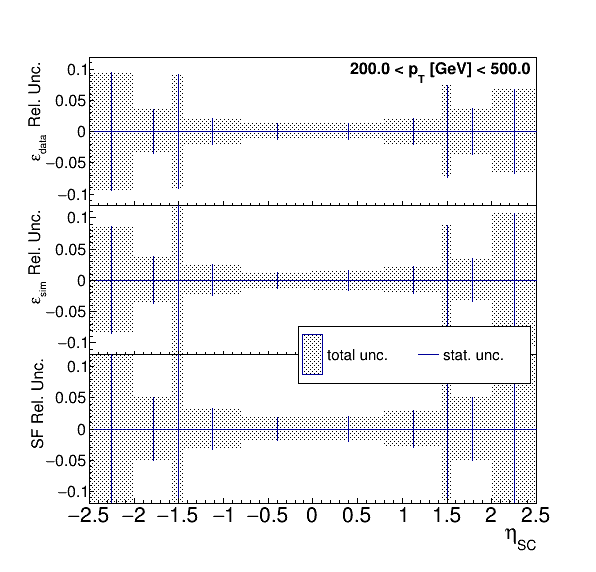 200.0 < p_T [GeV] < 500.0
ε_data Rel. Unc.
0.1
0.05
0
−0.05
−0.1
ε_sim Rel. Unc.
0.1
0.05
0
−0.05
−0.1
total unc. stat. unc.
SF Rel. Unc.
0.1
0.05
0
−0.05
−0.1
−2.5 −2 −1.5 −1 −0.5 0 0.5 1 1.5 2 2.5
η_SC